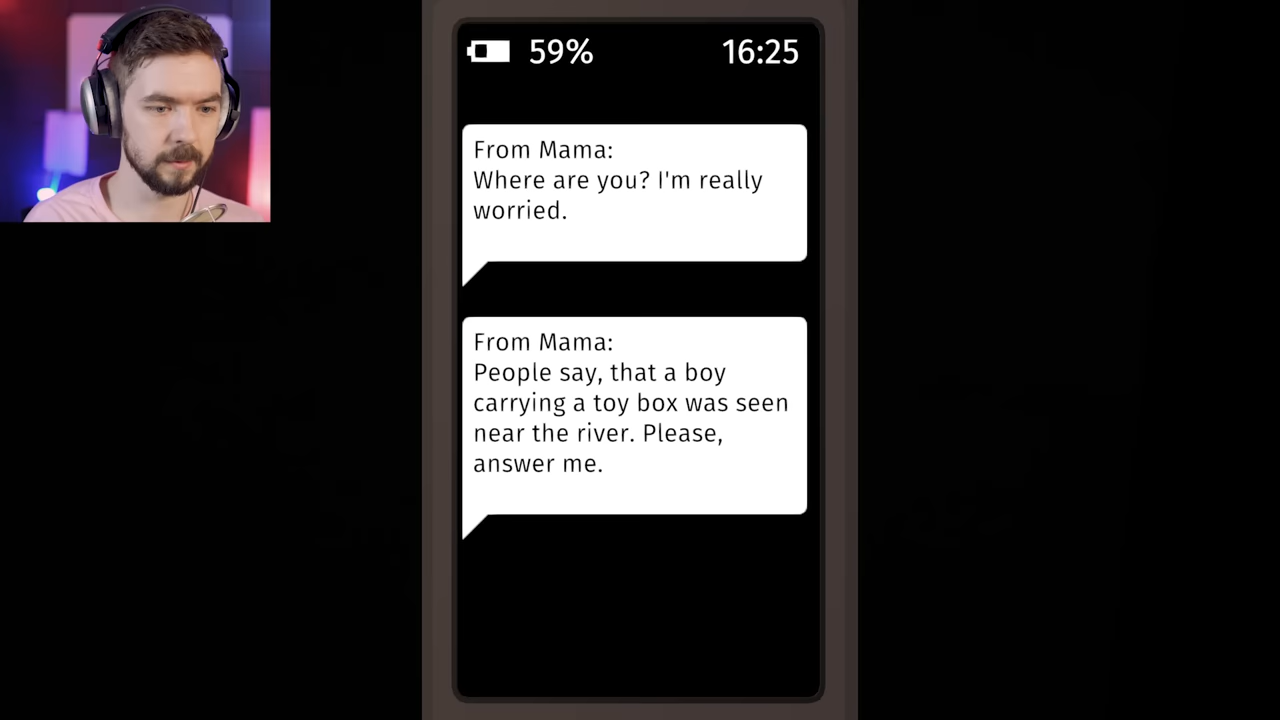 59% 16:25
From Mama:
Where are you? I'm really
worried.
From Mama:
People say, that a boy
carrying a toy box was seen
near the river. Please,
answer me.